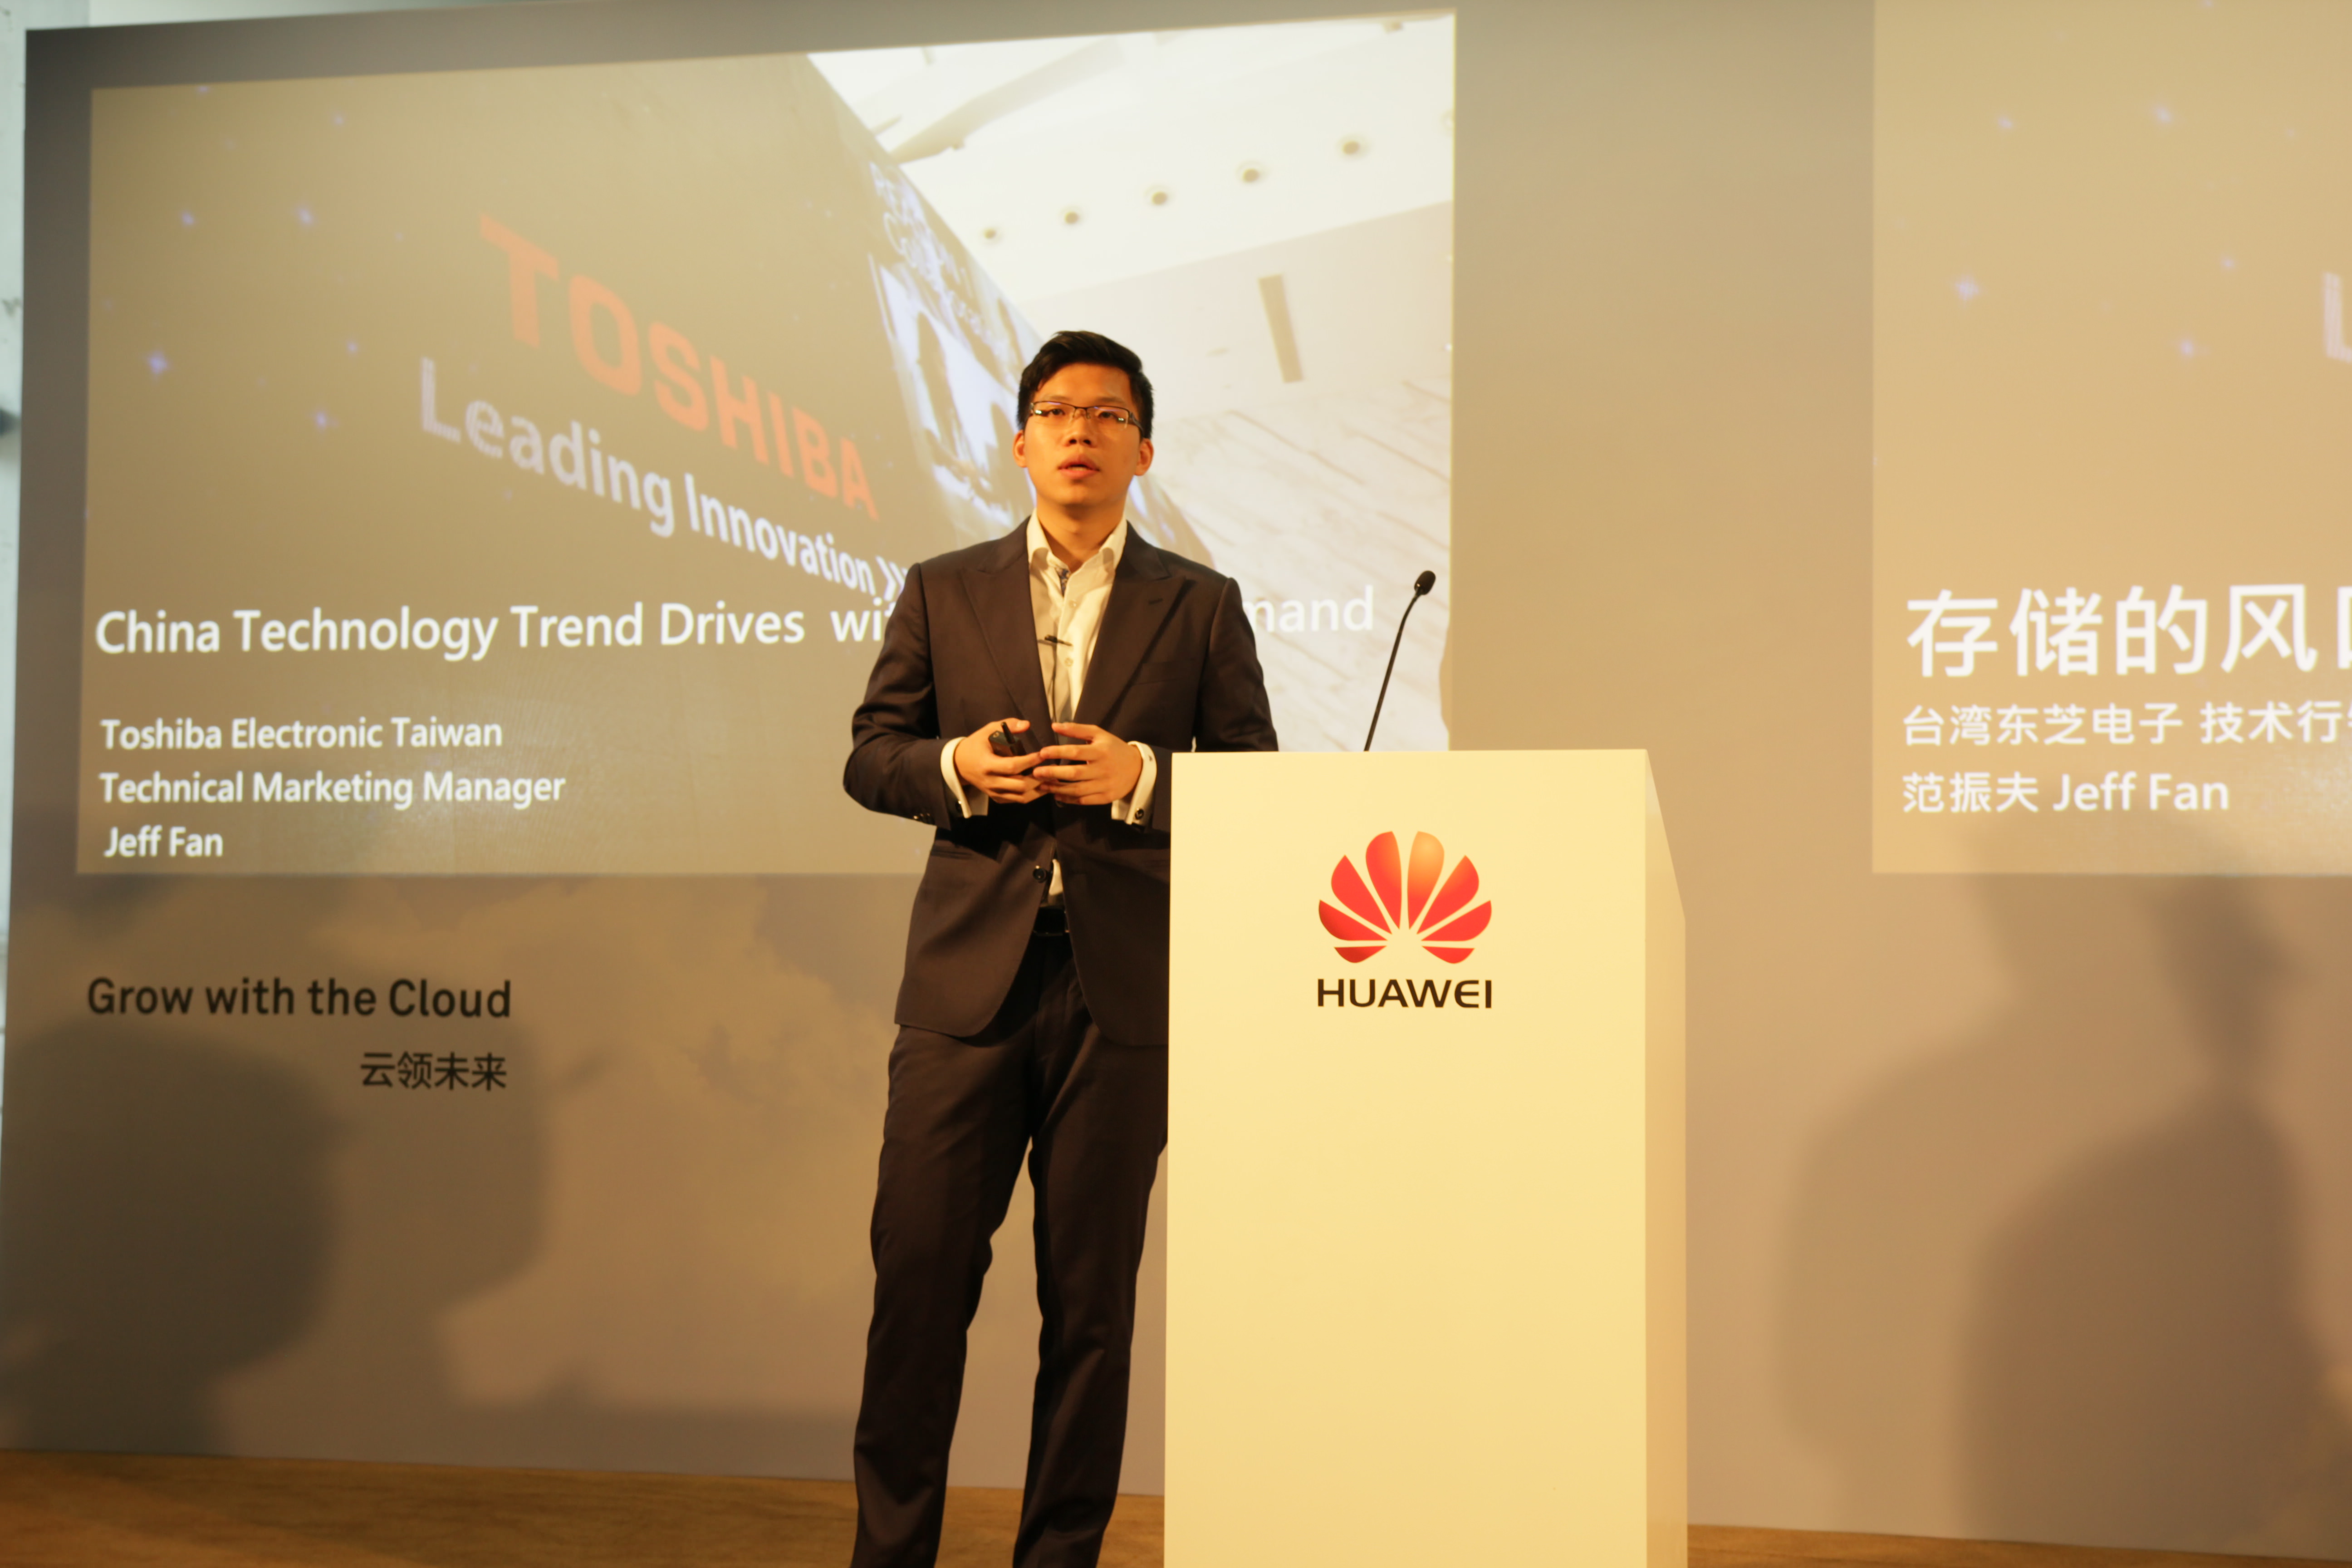 TOSHIBA
Leading Innovation
China Technology Trend Drives mand
Toshiba Electronic Taiwan
Technical Marketing Manager
Jeff Fan
Grow with the Cloud
云领未来
HUAWEI
存储的风
台湾东芝电子 技术行
范振夫 Jeff Fan